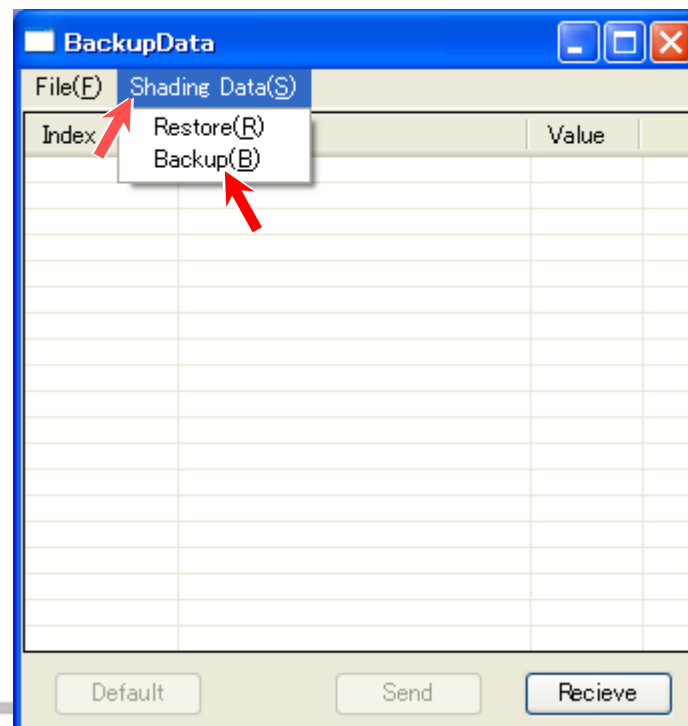 BackupData
File(F) Shading Data(S)
Restore(R)
Backup(B)
Index Value
Default Send Recieve